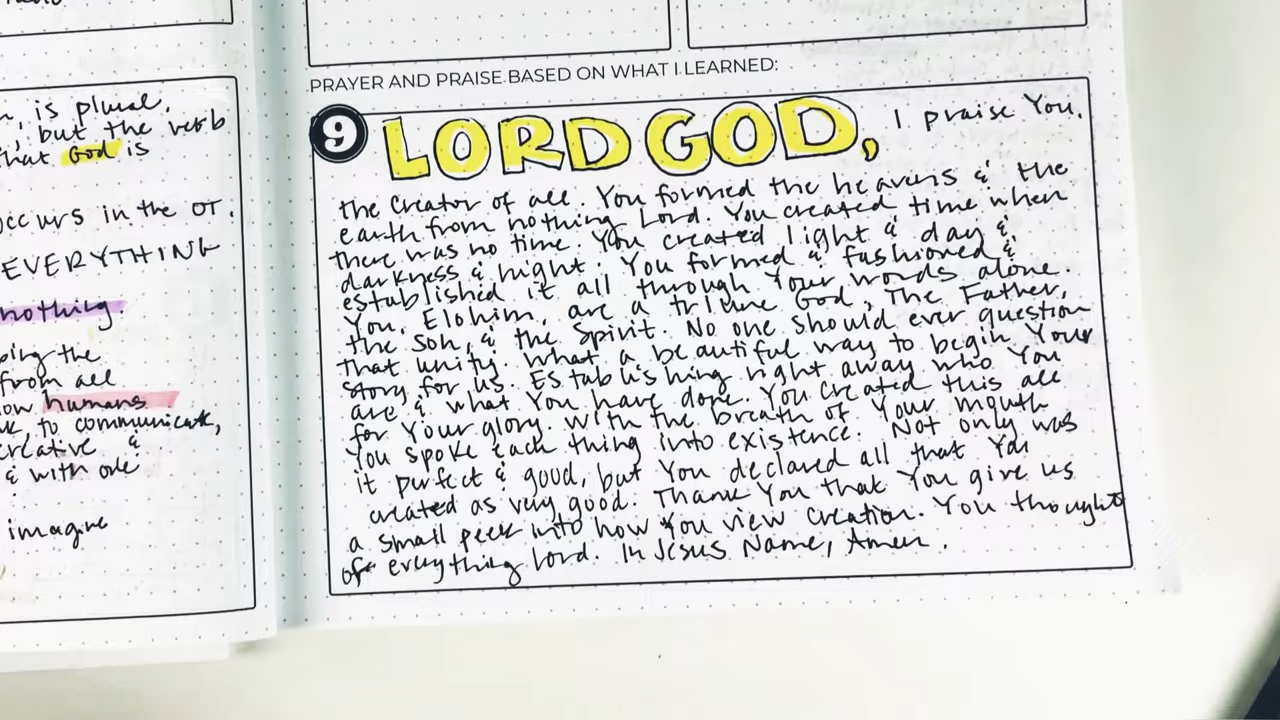 n, is plural.
, but the verb
that God is
occurs in the OT.
EVERYTHING
nothing.
ping the
from all
ow humans
to communicate,
creative &
& with one
imagine
PRAYER AND PRAISE BASED ON WHAT I LEARNED:
9 LORD GOD, I praise You,
the Creator of all. You formed the heavens & the
earth from nothing Lord. You created time when
there was no time. You created light & day &
darkness & night. You formed & fashioned &
established it all through Your words alone.
You, Elohim, are a triune God, The Father,
the Son, & the Spirit. No one should ever question
that unity. What a beautiful way to begin Your
story for us. Establishing right away who You
are & what You have done. You created this all
for Your glory. With the breath of Your mouth
You spoke each thing into existence. Not only was
it perfect & good, but You declared all that You
created as very good. Thank You that You give us
a small peek into how You view creation. You thought
of everything Lord. In Jesus Name, Amen.